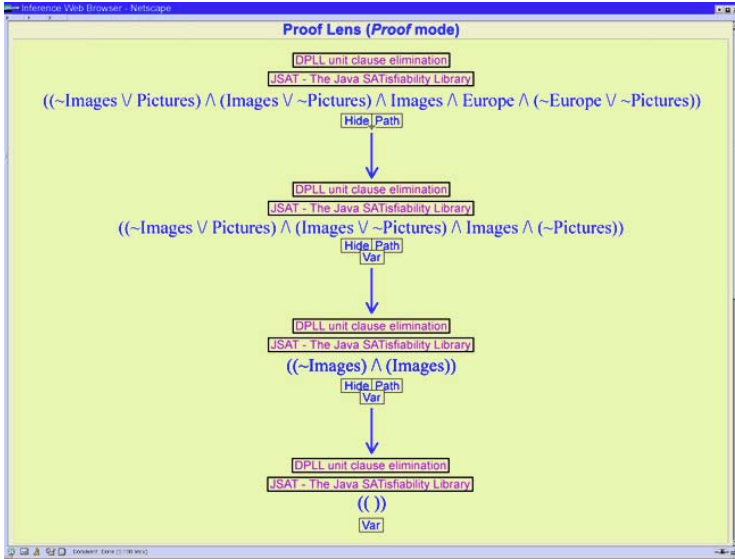 Inference Web Browser - Netscape
Proof Lens (Proof mode)
DPLL unit clause elimination
JSAT - The Java SATisfiability Library
((~Images \/ Pictures) /\ (Images \/ ~Pictures) /\ Images /\ Europe /\ (~Europe \/ ~Pictures))
Hide Path
DPLL unit clause elimination
JSAT - The Java SATisfiability Library
((~Images \/ Pictures) /\ (Images \/ ~Pictures) /\ Images /\ (~Pictures))
Hide Path
Var
DPLL unit clause elimination
JSAT - The Java SATisfiability Library
((~Images) /\ (Images))
Hide Path
Var
DPLL unit clause elimination
JSAT - The Java SATisfiability Library
(( ))
Var